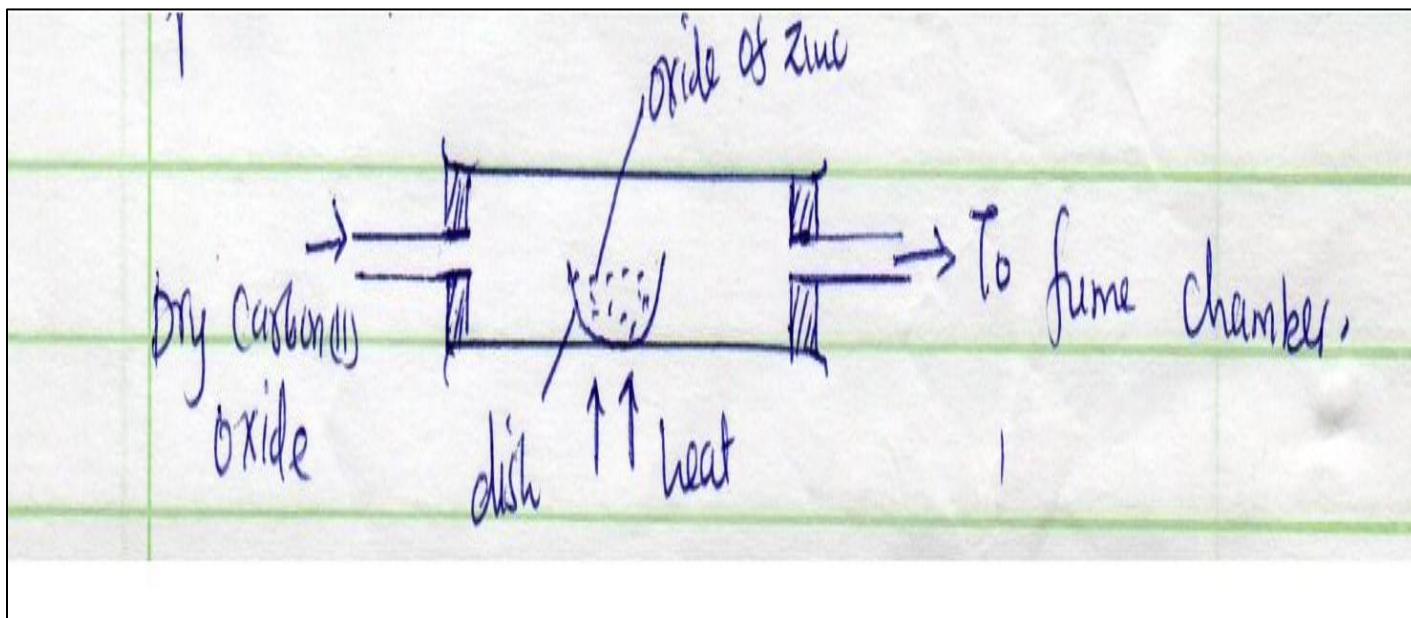 oxide of zinc
Dry carbon(II)
oxide
dish
heat
To fume chamber.